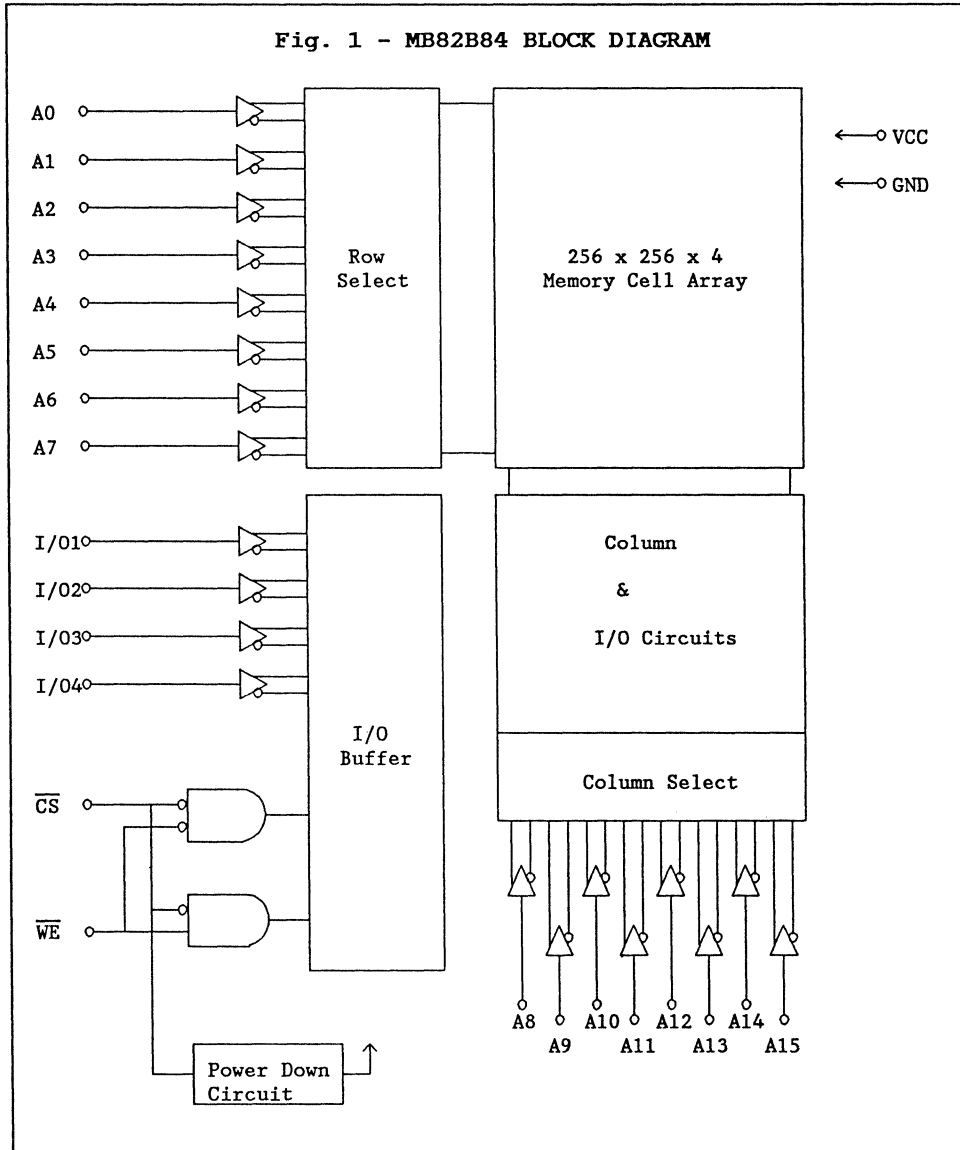 Fig. 1 - MB82B84 BLOCK DIAGRAM
A0
A1
A2
A3
A4
A5
A6
A7
Row
Select
256 x 256 x 4
Memory Cell Array
VCC
GND
I/O1
I/O2
I/O3
I/O4
I/O
Buffer
Column
&
I/O Circuits
Column Select
C̅S̅
W̅E̅
A8 A10 A12 A14
A9 A11 A13 A15
Power Down
Circuit